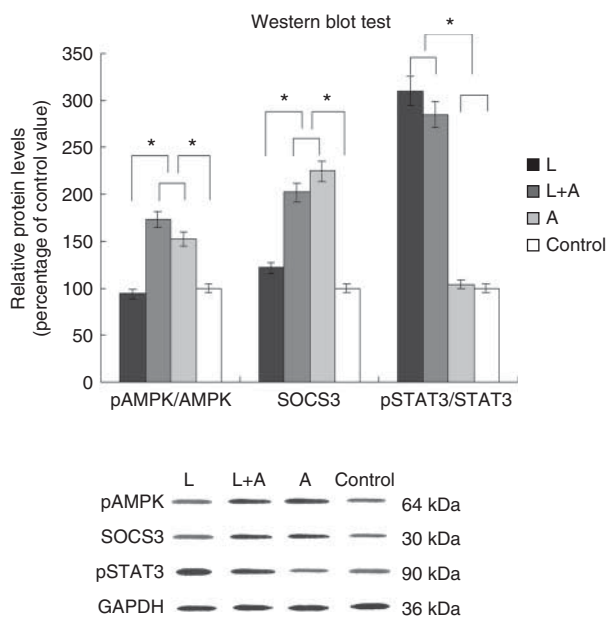 Western blot test
Relative protein levels
(percentage of control value)
350
300
250
200
150
100
50
0
* * * * *
pAMPK/AMPK SOCS3 pSTAT3/STAT3
L
L+A
A
Control
L L+A A Control
pAMPK 64 kDa
SOCS3 30 kDa
pSTAT3 90 kDa
GAPDH 36 kDa